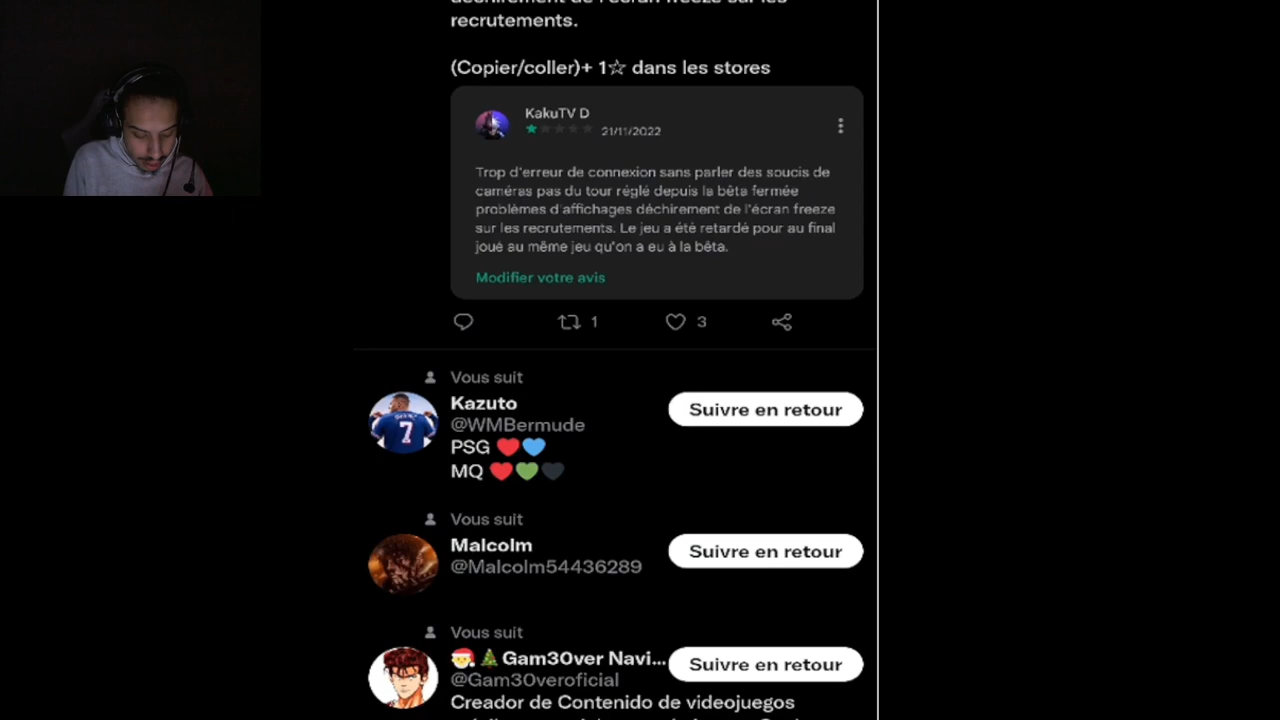 recrutements.
(Copier/coller)+ 1☆ dans les stores
KakuTV D
21/11/2022
Trop d'erreur de connexion sans parler des soucis de
caméras pas du tour réglé depuis la bêta fermée
problèmes d'affichages déchirement de l'écran freeze
sur les recrutements. Le jeu a été retardé pour au final
joué au même jeu qu'on a eu à la bêta.
Modifier votre avis
1
3
Vous suit
Kazuto
Suivre en retour
@WMBermude
PSG ❤️💙
MQ ❤️💚🖤
7
Vous suit
Malcolm
Suivre en retour
@Malcolm54436289
Vous suit
🎅🎄Gam30ver Navi...
Suivre en retour
@Gam30veroficial
Creador de Contenido de videojuegos